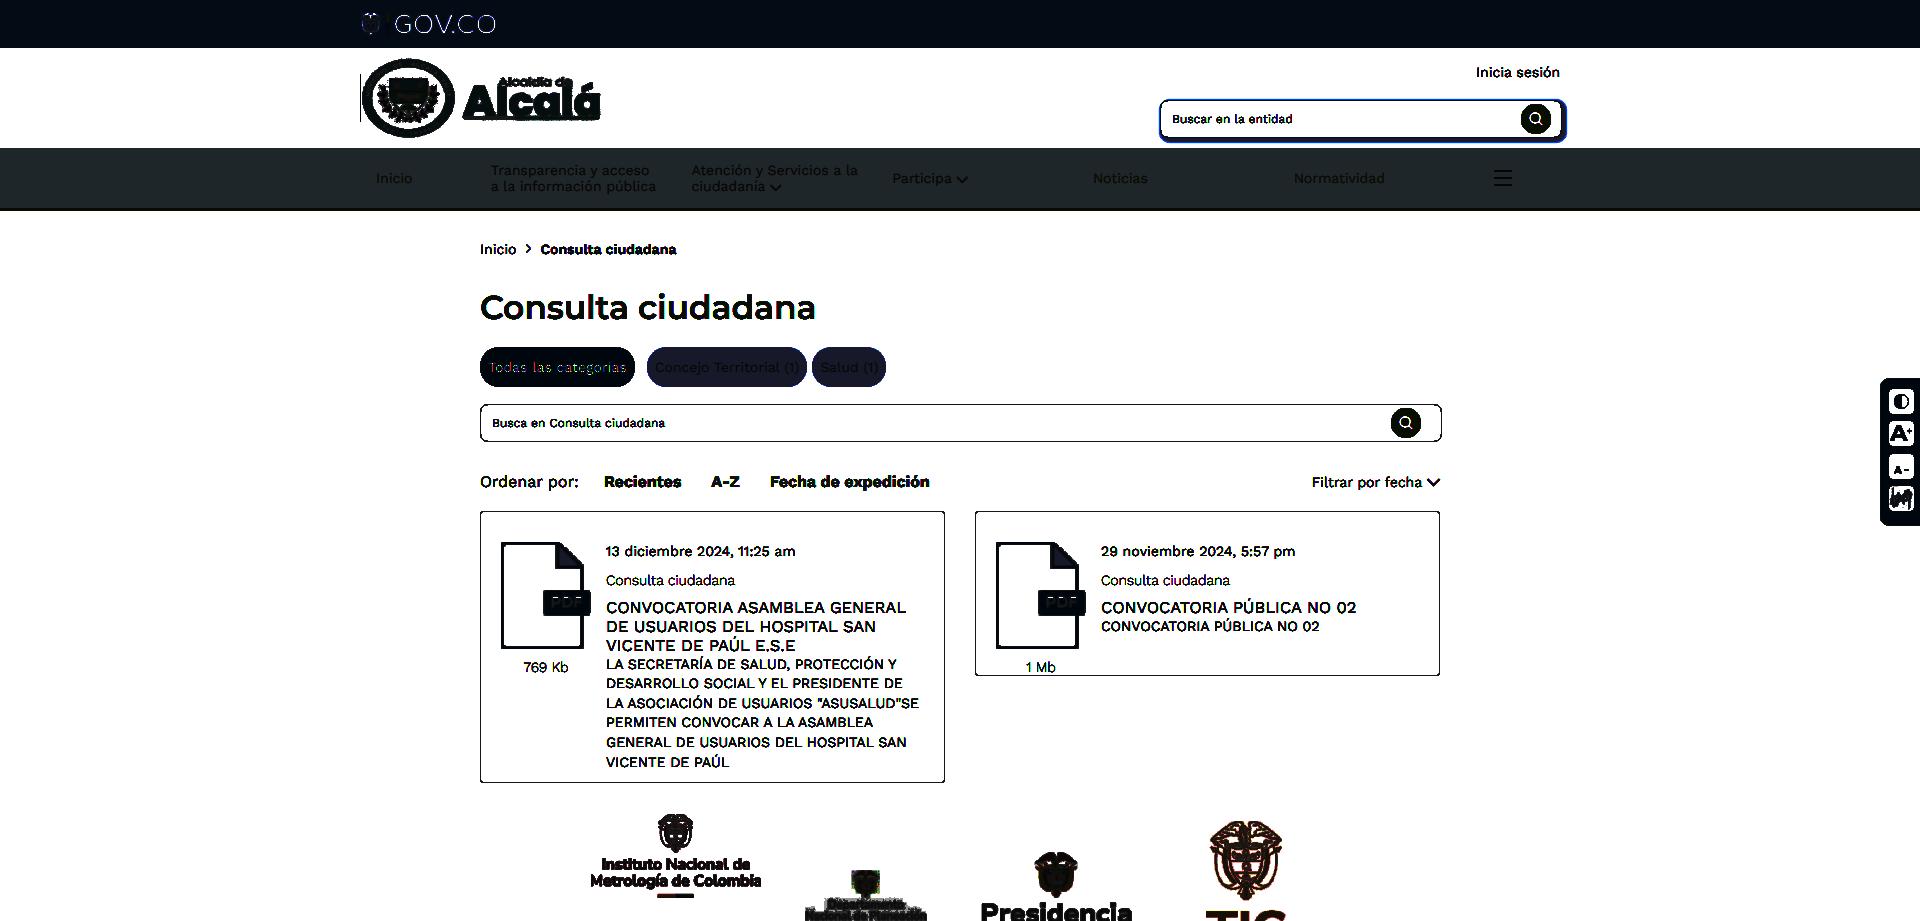 GOV.CO
Alcaldía de
Alcalá
Inicia sesión
Buscar en la entidad
Inicio
Transparencia y acceso
a la información pública
Atención y Servicios a la
ciudadanía
Participa
Noticias
Normatividad
Inicio > Consulta ciudadana
Consulta ciudadana
Todas las categorías
Concejo Territorial (1)
Salud (1)
Busca en Consulta ciudadana
Ordenar por: Recientes A-Z Fecha de expedición
Filtrar por fecha
PDF
769 Kb
13 diciembre 2024, 11:25 am
Consulta ciudadana
CONVOCATORIA ASAMBLEA GENERAL
DE USUARIOS DEL HOSPITAL SAN
VICENTE DE PAÚL E.S.E
LA SECRETARÍA DE SALUD, PROTECCIÓN Y
DESARROLLO SOCIAL Y EL PRESIDENTE DE
LA ASOCIACIÓN DE USUARIOS "ASUSALUD"SE
PERMITEN CONVOCAR A LA ASAMBLEA
GENERAL DE USUARIOS DEL HOSPITAL SAN
VICENTE DE PAÚL
PDF
1 Mb
29 noviembre 2024, 5:57 pm
Consulta ciudadana
CONVOCATORIA PÚBLICA NO 02
CONVOCATORIA PÚBLICA NO 02
A+
A-
Instituto Nacional de
Metrología de Colombia
Departamento
Nacional de Planeación
Presidencia
TIC